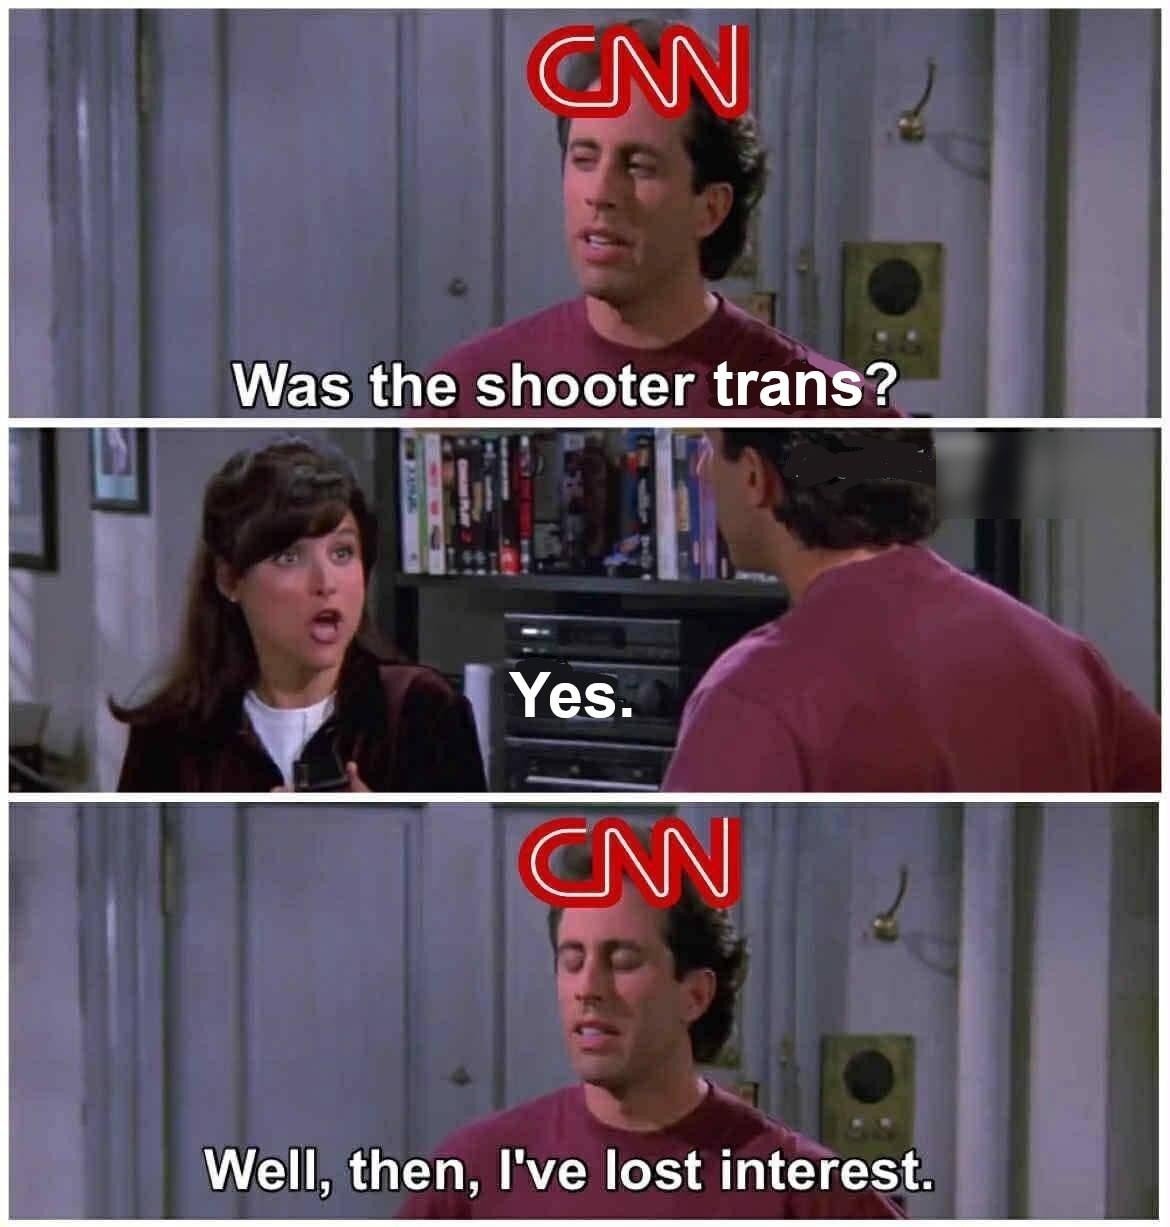 CNN
Was the shooter trans?
Yes.
CNN
Well, then, I've lost interest.